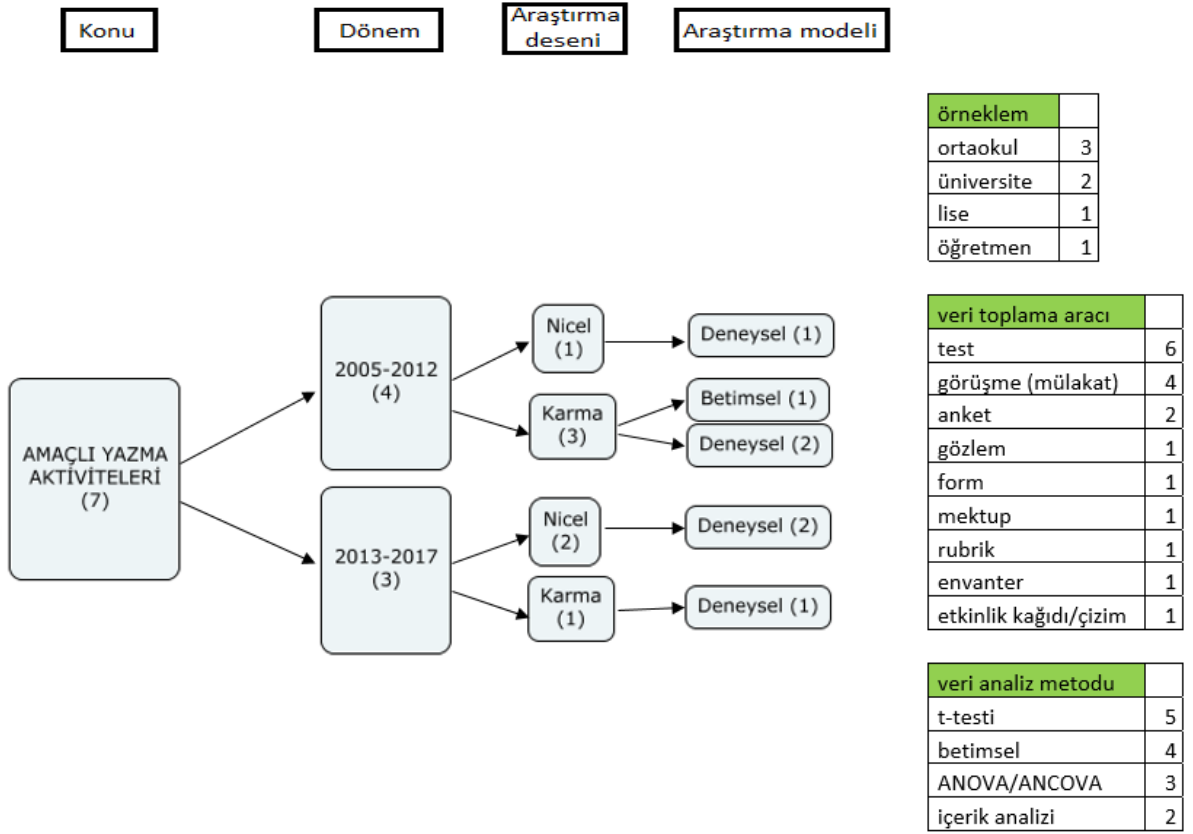 Konu
Dönem
Araştırma
deseni
Araştırma modeli
AMAÇLI YAZMA
AKTİVİTELERİ
(7)
2005-2012
(4)
Nicel
(1)
Deneysel (1)
Karma
(3)
Betimsel (1)
Deneysel (2)
2013-2017
(3)
Nicel
(2)
Deneysel (2)
Karma
(1)
Deneysel (1)
örneklem
ortaokul 3
üniversite 2
lise 1
öğretmen 1
veri toplama aracı
test 6
görüşme (mülakat) 4
anket 2
gözlem 1
form 1
mektup 1
rubrik 1
envanter 1
etkinlik kağıdı/çizim 1
veri analiz metodu
t-testi 5
betimsel 4
ANOVA/ANCOVA 3
içerik analizi 2